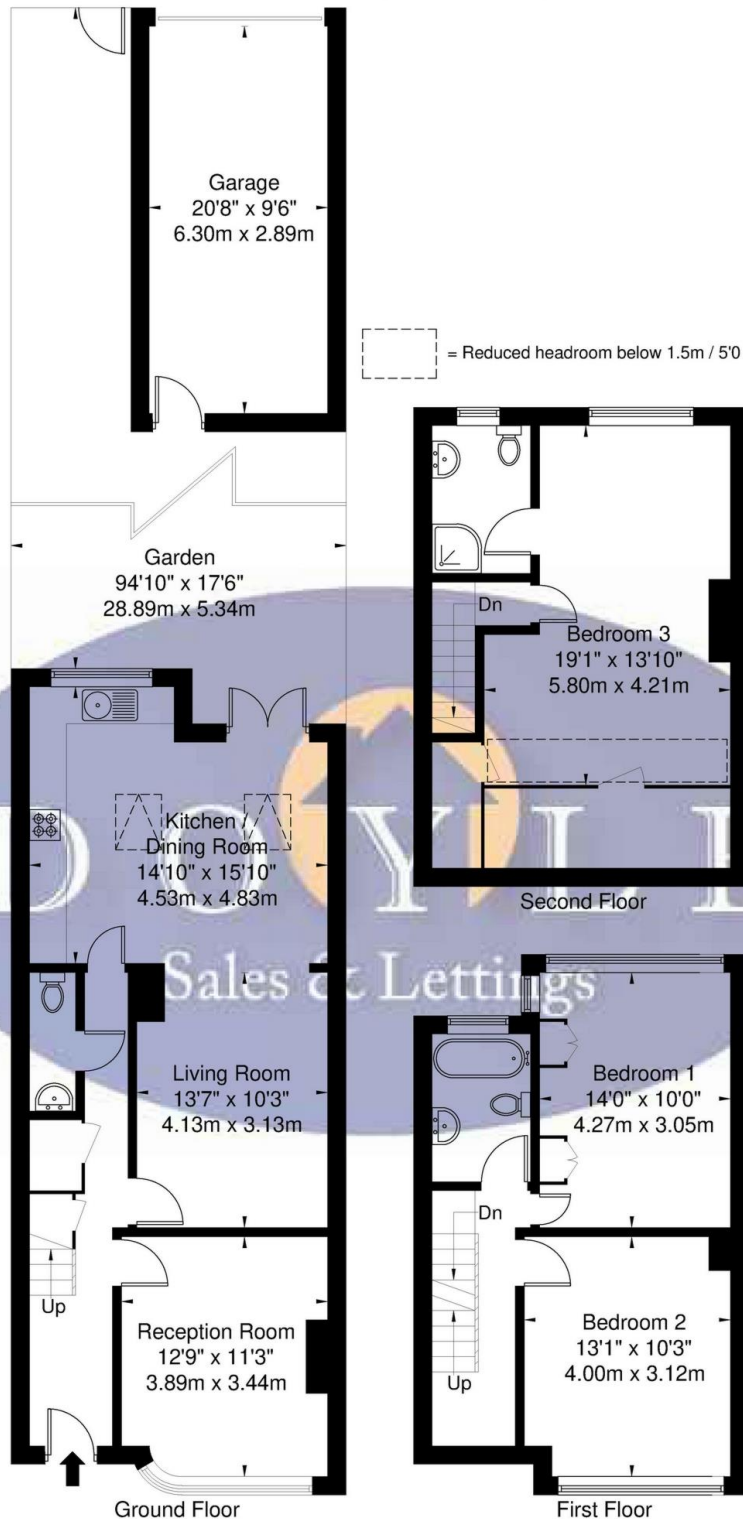 Garage
20'8" x 9'6"
6.30m x 2.89m
= Reduced headroom below 1.5m / 5'0
Garden
94'10" x 17'6"
28.89m x 5.34m
Dn
Bedroom 3
19'1" x 13'10"
5.80m x 4.21m
Kitchen /
Dining Room
14'10" x 15'10"
4.53m x 4.83m
Second Floor
DOYLE
Sales & Lettings
Living Room
13'7" x 10'3"
4.13m x 3.13m
Bedroom 1
14'0" x 10'0"
4.27m x 3.05m
Dn
Up
Reception Room
12'9" x 11'3"
3.89m x 3.44m
Bedroom 2
13'1" x 10'3"
4.00m x 3.12m
Up
Ground Floor
First Floor